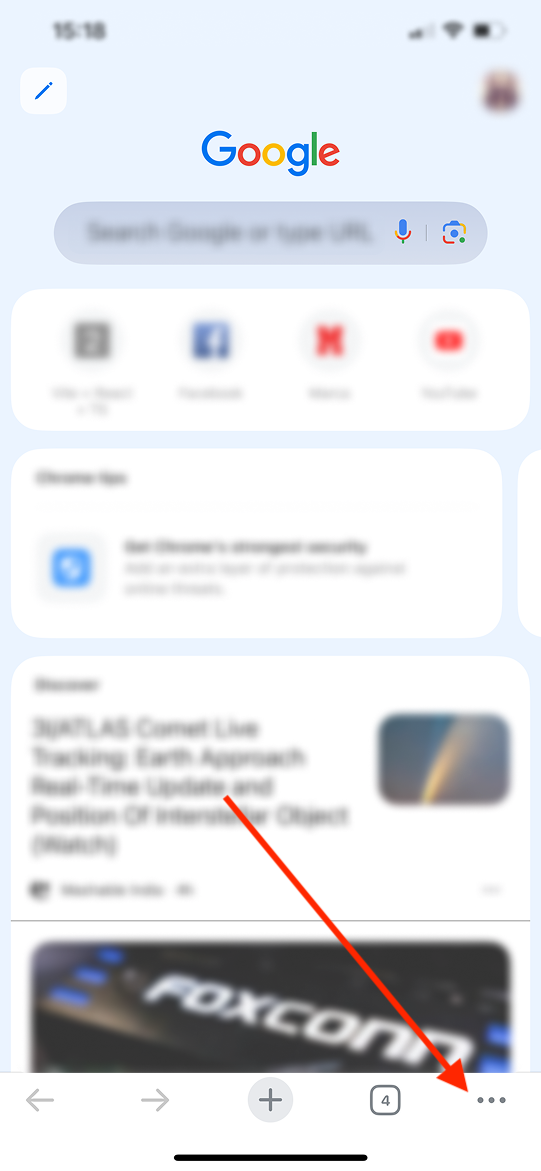 15:18
Google
Search Google or type URL
Facebook
YouTube
Chrome tips
Get Chrome's strongest security
Add an extra layer of protection against
online threats.
Discover
3I/ATLAS Comet Live
Tracking: Earth Approach
Real-Time Update and
Position Of Interstellar Object
(Watch)
Mashable India
4h
FOXCONN
4